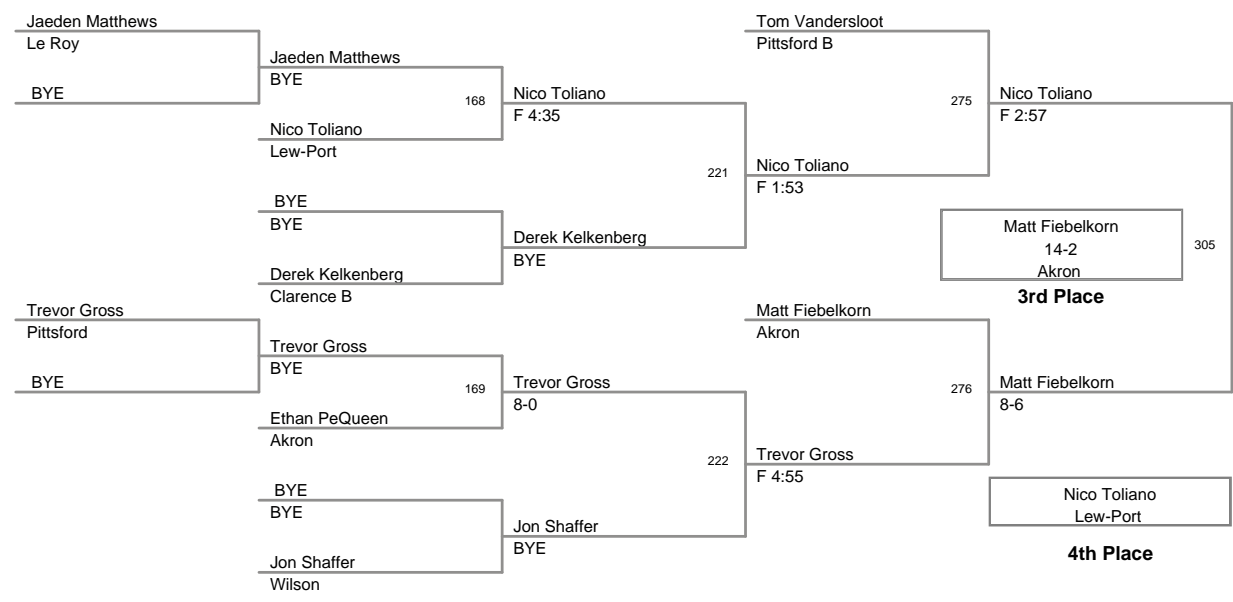 Jaeden Matthews
Le Roy
BYE
Jaeden Matthews
BYE
168
Nico Toliano
Lew-Port
Nico Toliano
F 4:35
BYE
BYE
Derek Kelkenberg
Clarence B
Derek Kelkenberg
BYE
221
Nico Toliano
F 1:53
Tom Vandersloot
Pittsford B
275
Nico Toliano
F 2:57
Matt Fiebelkorn
14-2
Akron
305
3rd Place
Trevor Gross
Pittsford
BYE
Trevor Gross
BYE
169
Ethan PeQueen
Akron
Trevor Gross
8-0
BYE
BYE
Jon Shaffer
Wilson
Jon Shaffer
BYE
222
Trevor Gross
F 4:55
Matt Fiebelkorn
Akron
276
Matt Fiebelkorn
8-6
Nico Toliano
Lew-Port
4th Place